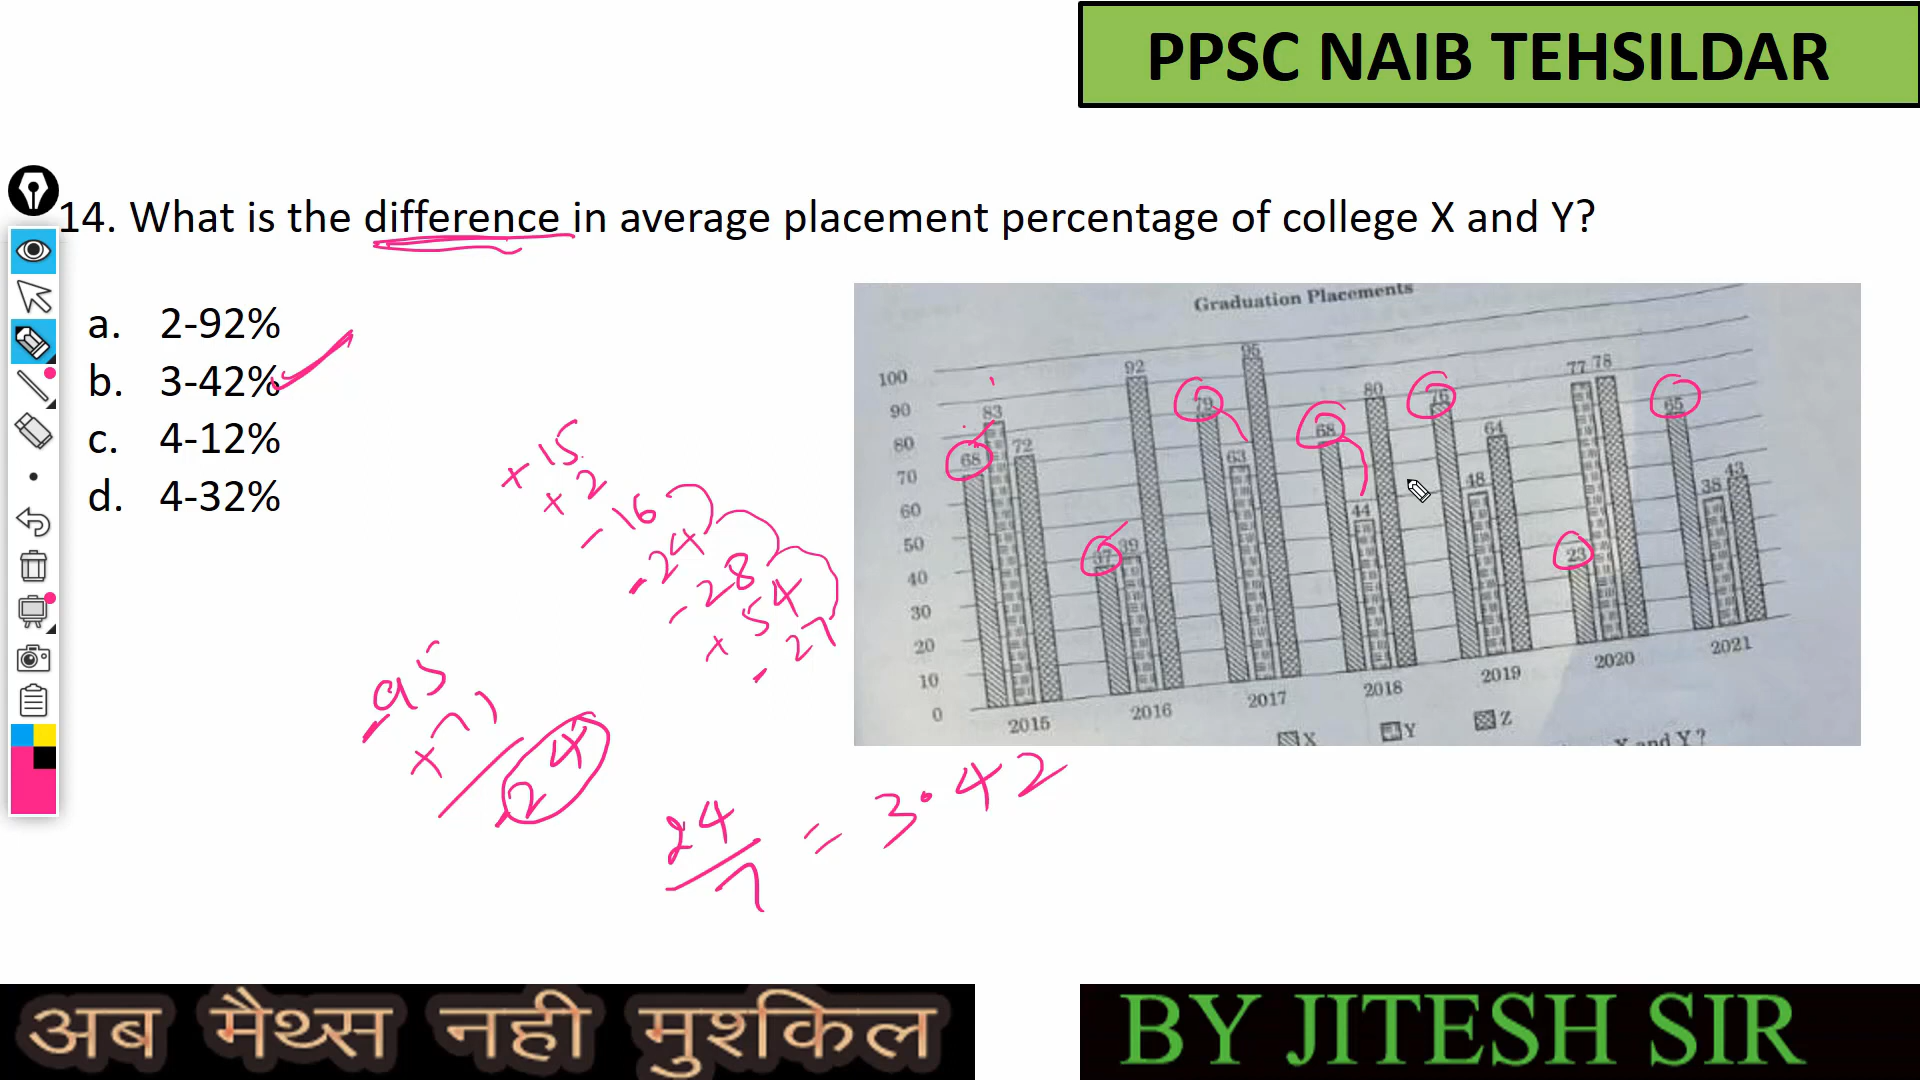 PPSC NAIB TEHSILDAR
14. What is the difference in average placement percentage of college X and Y?
a. 2-92%
b. 3-42%
c. 4-12%
d. 4-32%
Graduation Placements
100
90
80
70
60
50
40
30
20
10
0
68 83 72
37 39 92
79 63 95
68 44 80
76 48 64
23 77 78
65 38 43
2015 2016 2017 2018 2019 2020 2021
X Y Z
X and Y?
+15
+2
-16
-24
-28
+54
-27
-95
+71
-24
24/7 = 3.42
अब मैथ्स नही मुश्किल
BY JITESH SIR